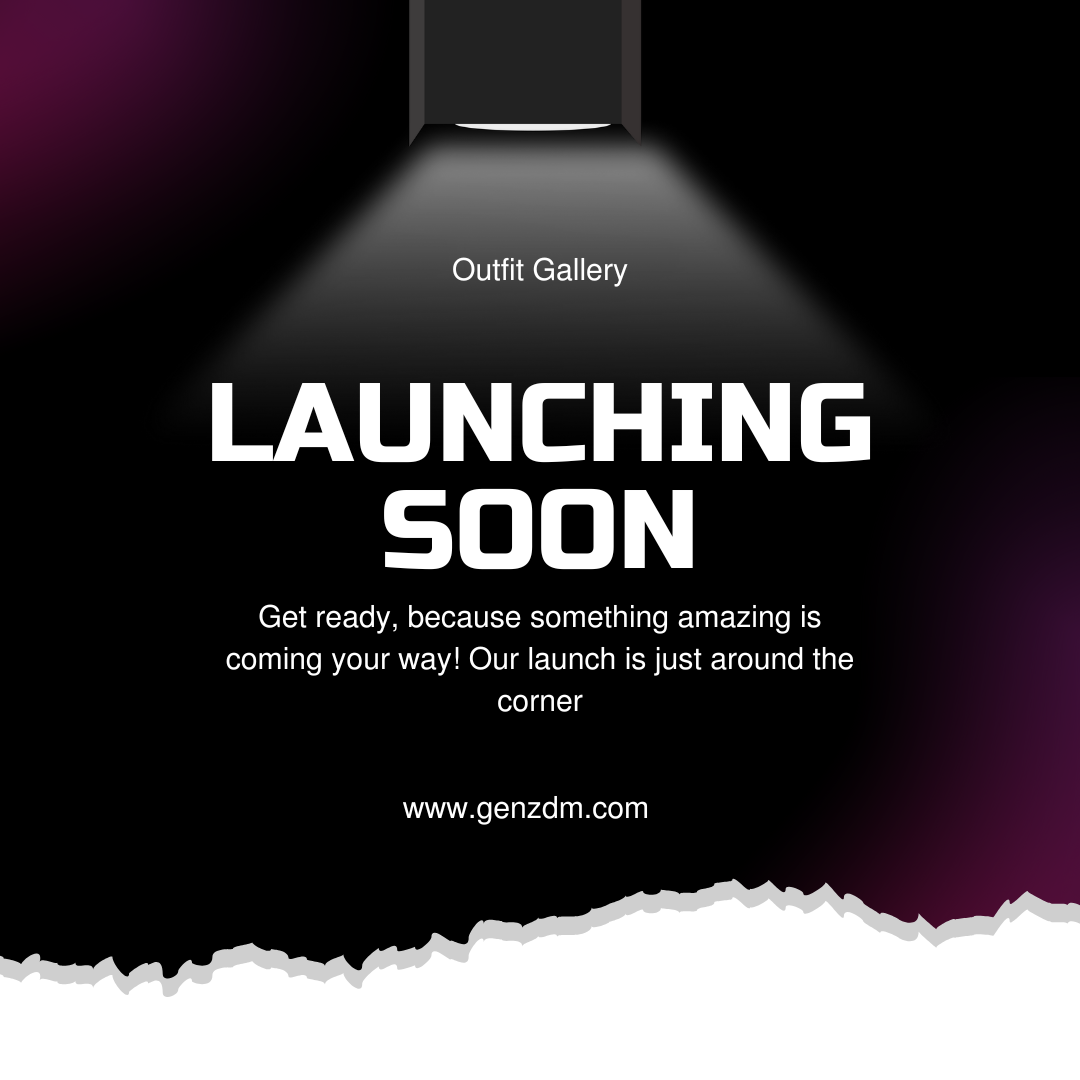 Outfit Gallery
LAUNCHING
SOON
Get ready, because something amazing is
coming your way! Our launch is just around the
corner
www.genzdm.com